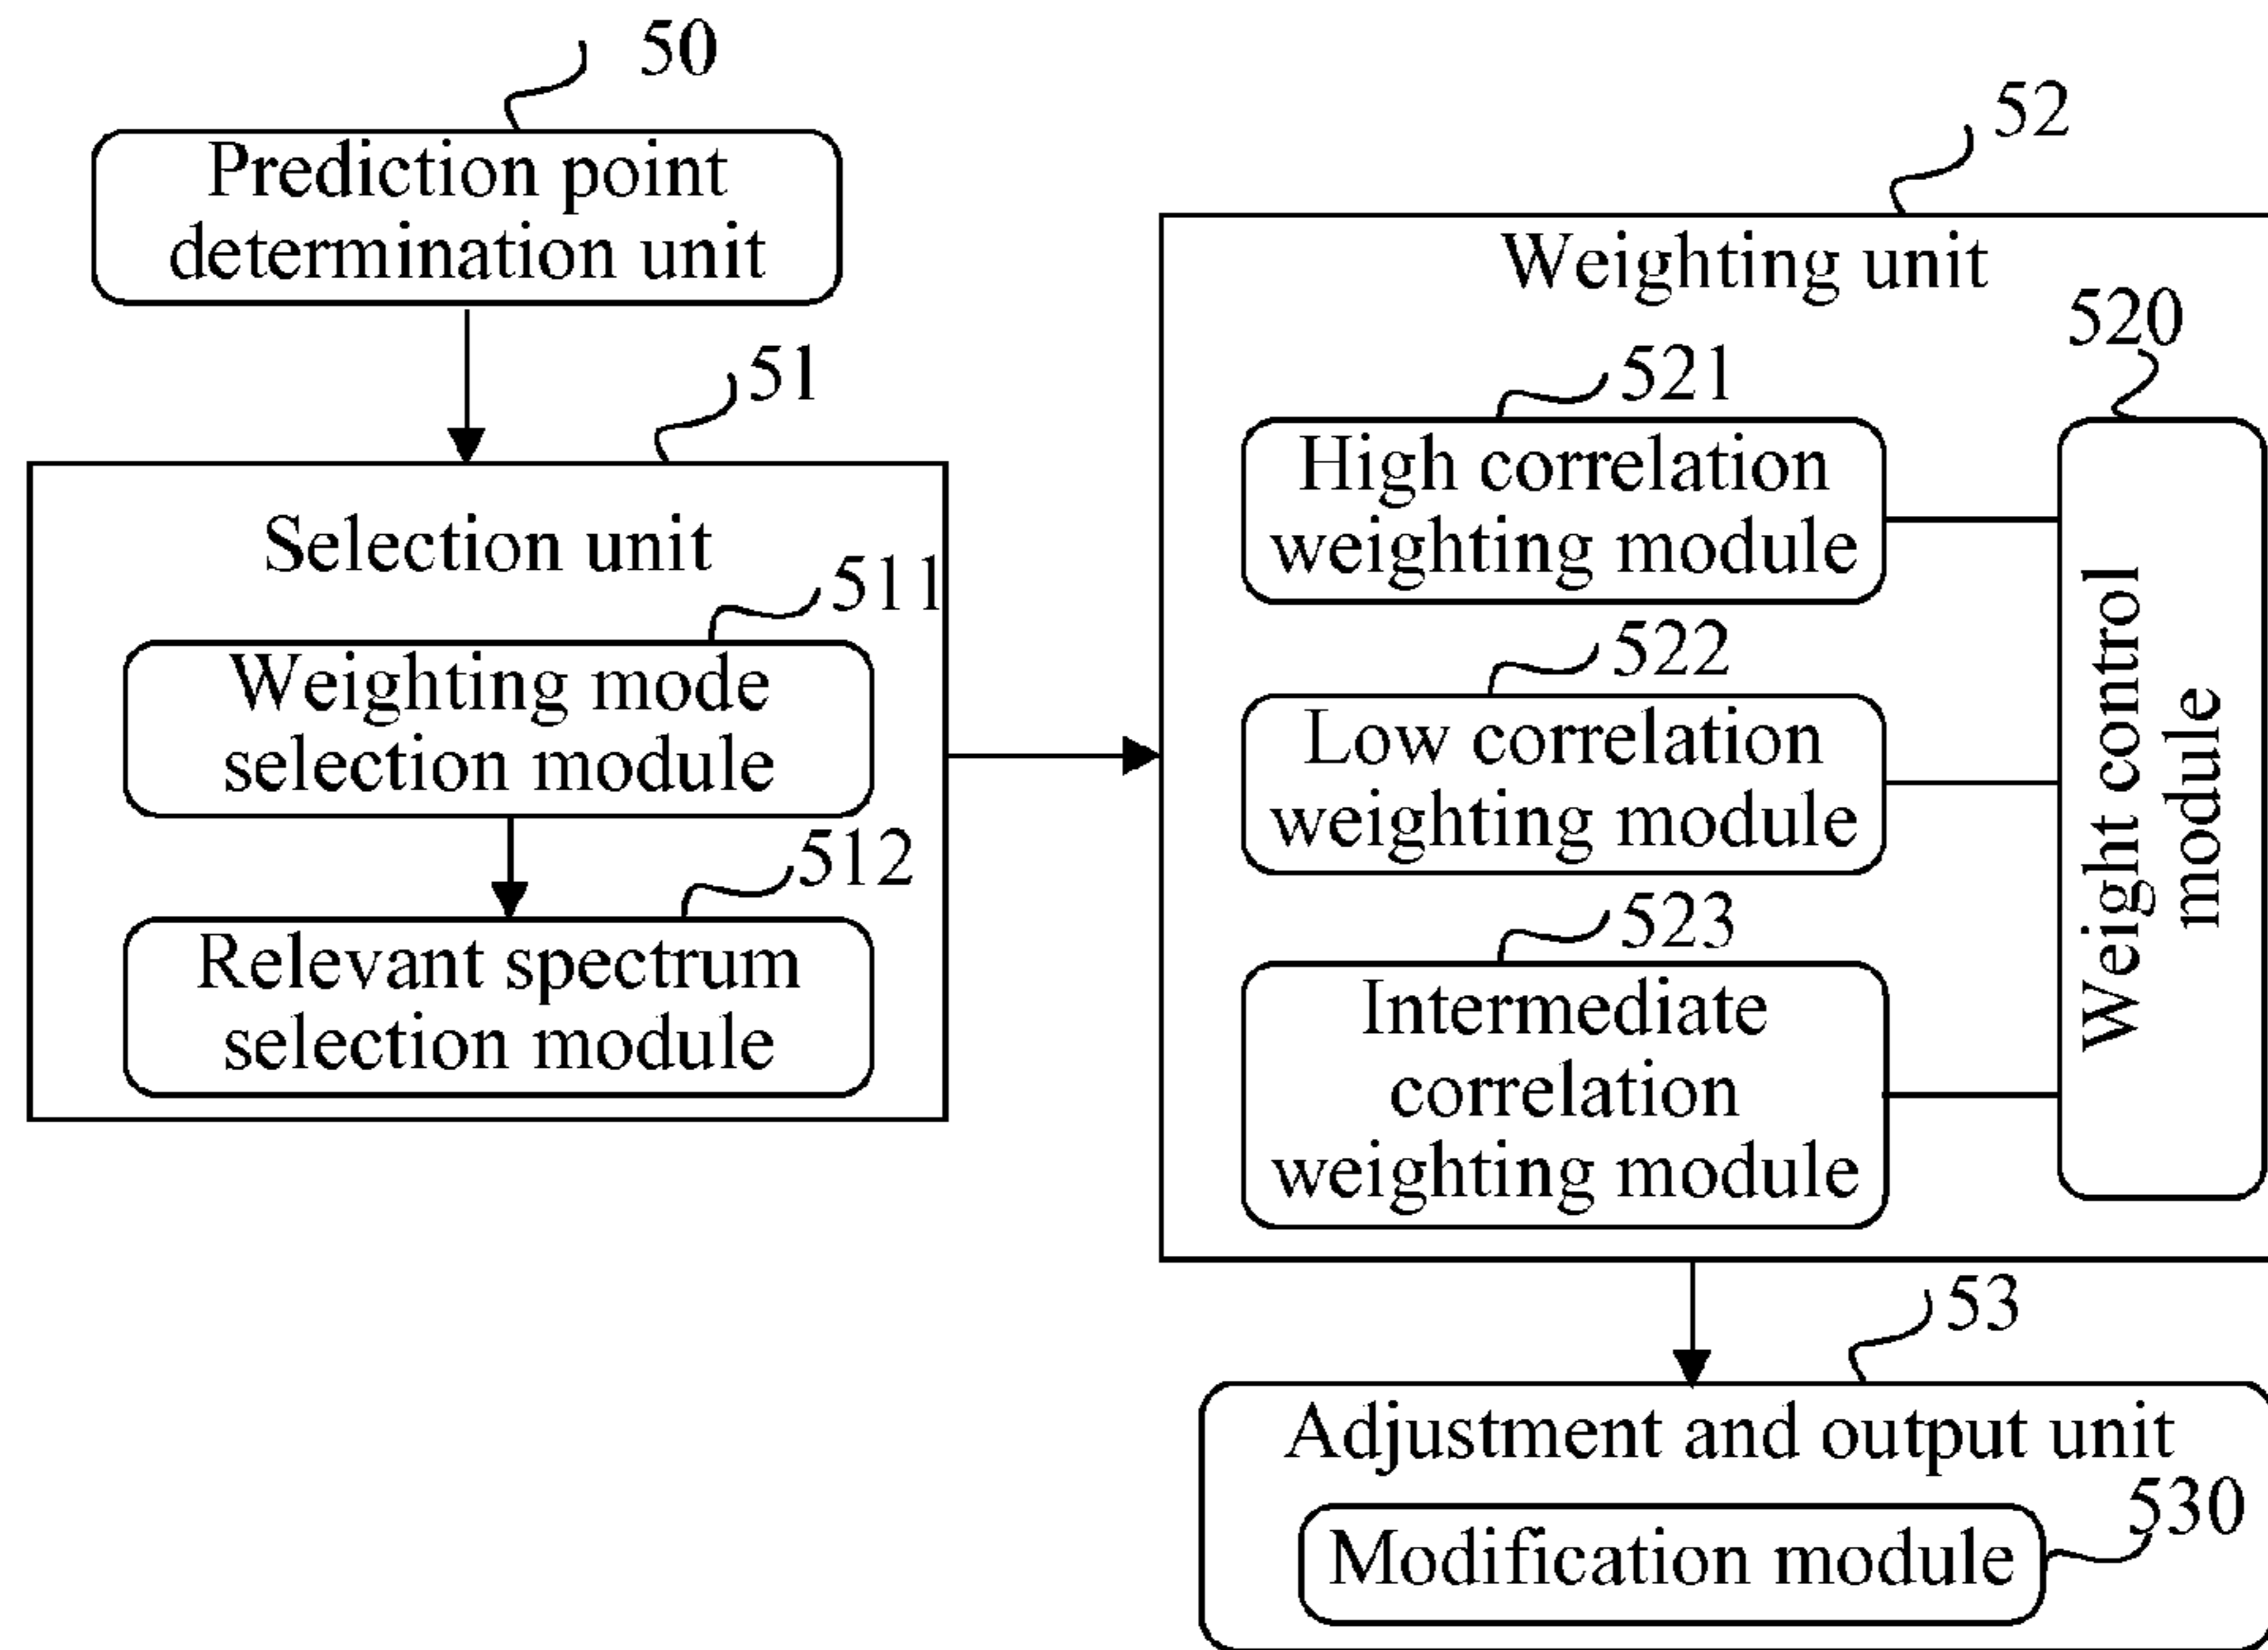 50
Prediction point
determination unit
51
Selection unit
511
Weighting mode
selection module
512
Relevant spectrum
selection module
52
Weighting unit
520
521
High correlation
weighting module
522
Low correlation
weighting module
523
Intermediate
correlation
weighting module
Weight control
module
53
Adjustment and output unit
530
Modification module